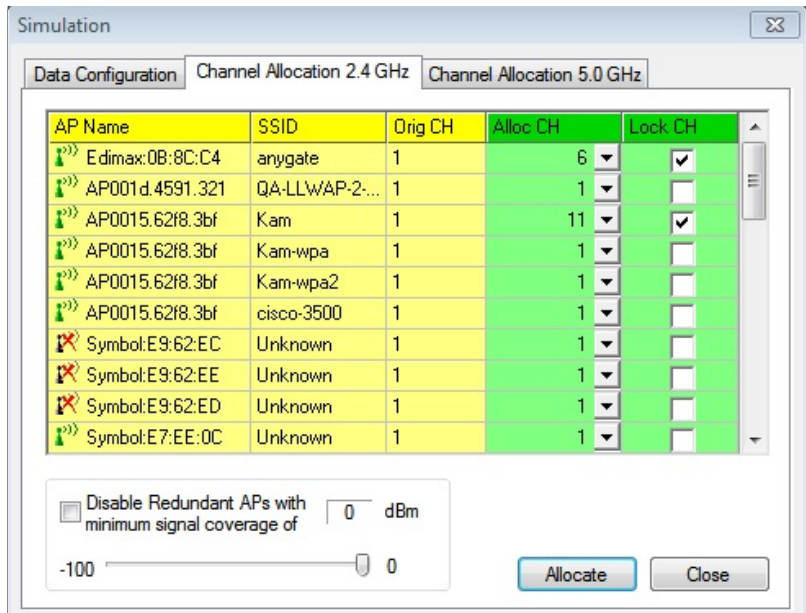 Simulation
Data Configuration Channel Allocation 2.4 GHz Channel Allocation 5.0 GHz
AP Name SSID Orig CH Alloc CH Lock CH
Edimax:0B:8C:C4 anygate 1 6
AP001d.4591.321 QA-LLWAP-2-... 1 1
AP0015.62f8.3bf Kam 1 11
AP0015.62f8.3bf Kam-wpa 1 1
AP0015.62f8.3bf Kam-wpa2 1 1
AP0015.62f8.3bf cisco-3500 1 1
Symbol:E9:62:EC Unknown 1 1
Symbol:E9:62:EE Unknown 1 1
Symbol:E9:62:ED Unknown 1 1
Symbol:E7:EE:0C Unknown 1 1
Disable Redundant APs with
minimum signal coverage of 0 dBm
-100 0
Allocate Close